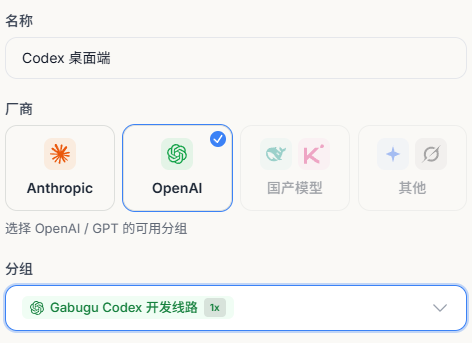 名称
Codex 桌面端
厂商
Anthropic
OpenAI
国产模型
其他
选择 OpenAI / GPT 的可用分组
分组
Gabugu Codex 开发线路 1x